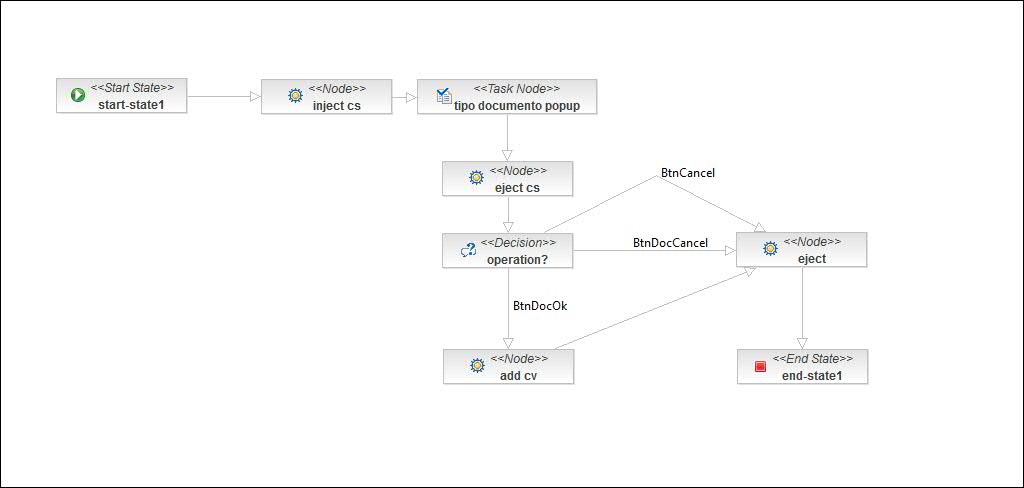 <<Start State>>
start-state1
<<Node>>
inject cs
<<Task Node>>
tipo documento popup
<<Node>>
eject cs
BtnCancel
<<Decision>>
operation?
BtnDocCancel
<<Node>>
eject
BtnDocOk
<<Node>>
add cv
<<End State>>
end-state1